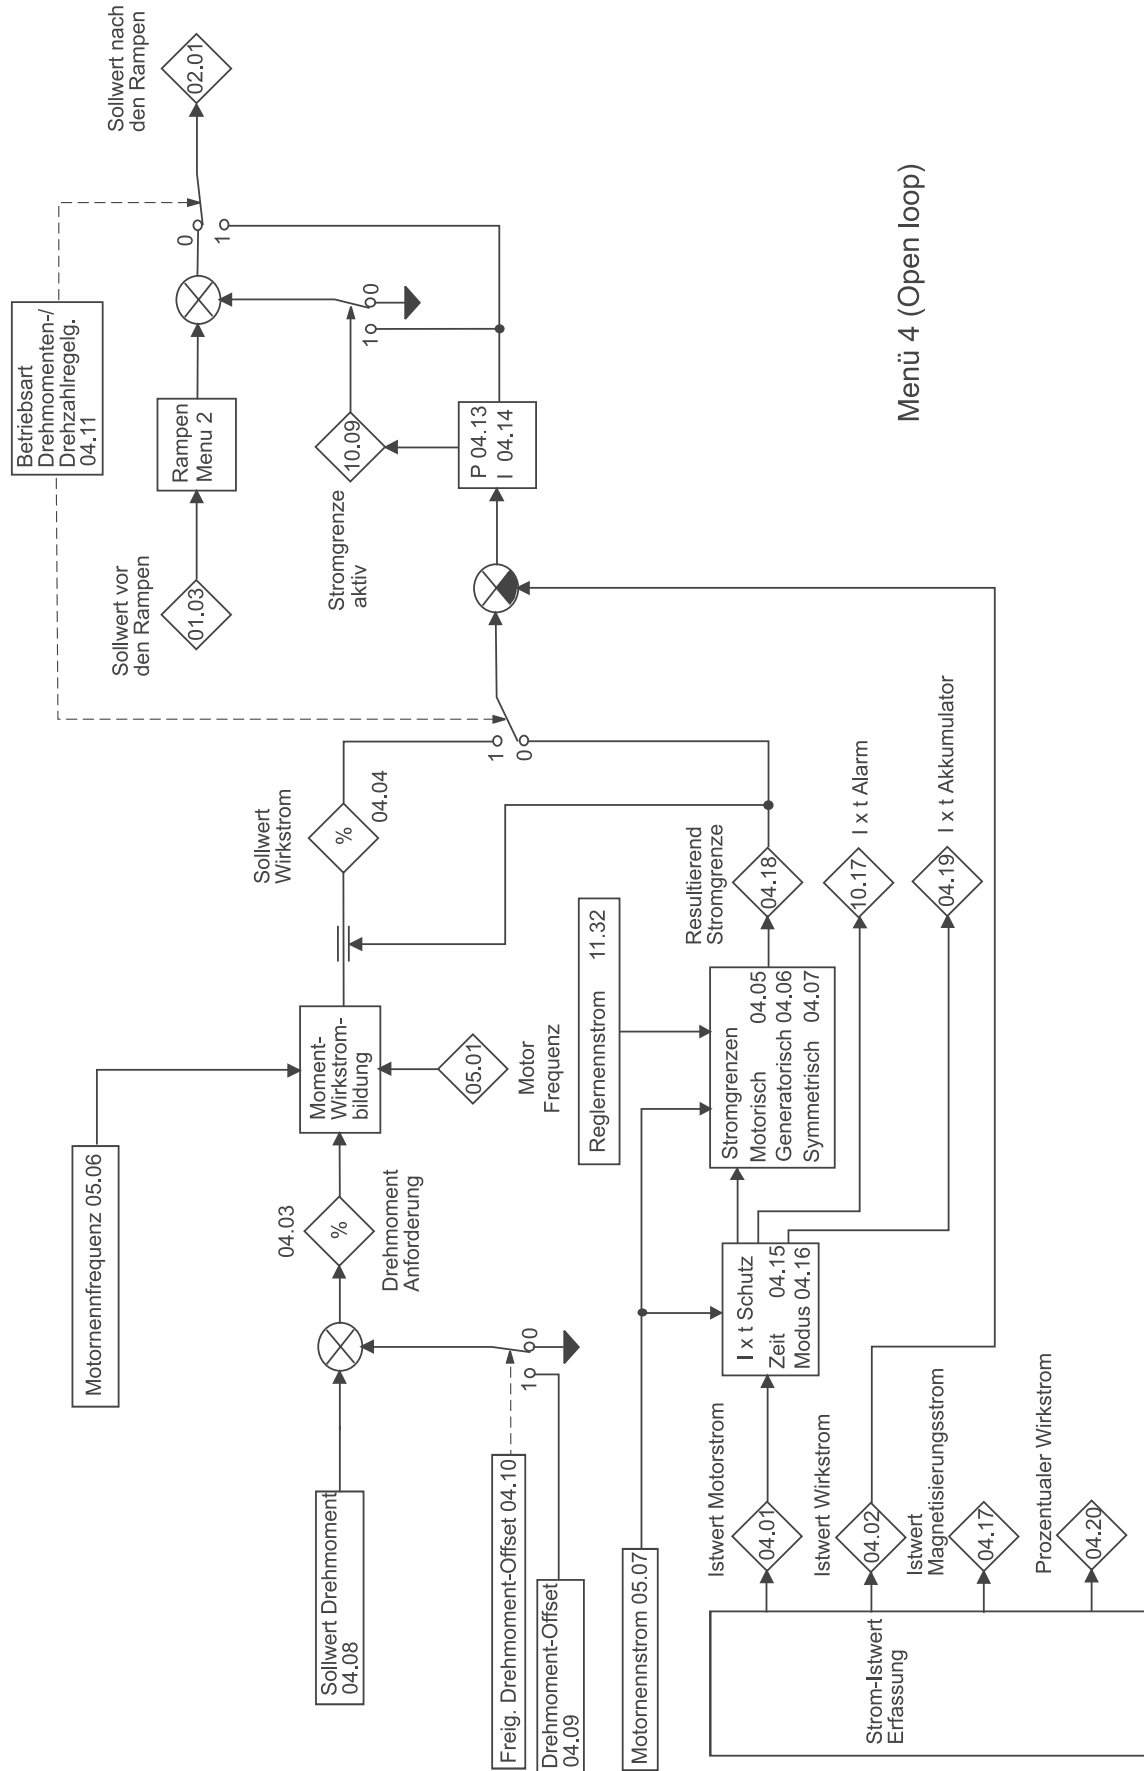 Sollwert Drehmoment
04.08
Freig. Drehmoment-Offset 04.10
Drehmoment-Offset
04.09
1
0
04.03
%
Drehmoment
Anforderung
Motornennfrequenz 05.06
Moment-
Wirkstrom-
bildung
05.01
Motor
Frequenz
Sollwert
Wirkstrom
%
04.04
1
0
Betriebsart
Drehmomenten-/
Drehzahlregelg.
04.11
Sollwert vor
den Rampen
01.03
Rampen
Menu 2
0
1
Sollwert nach
den Rampen
02.01
Stromgrenze
aktiv
10.09
1
0
P 04.13
I 04.14
Motornennstrom 05.07
Reglernennstrom 11.32
Strom-Istwert
Erfassung
Istwert Motorstrom
04.01
Istwert Wirkstrom
04.02
Istwert
Magnetisierungsstrom
04.17
Prozentualer Wirkstrom
04.20
I x t Schutz
Zeit 04.15
Modus 04.16
Stromgrenzen
Motorisch 04.05
Generatorisch 04.06
Symmetrisch 04.07
Resultierend
Stromgrenze
04.18
10.17
I x t Alarm
04.19
I x t Akkumulator
Menü 4 (Open loop)